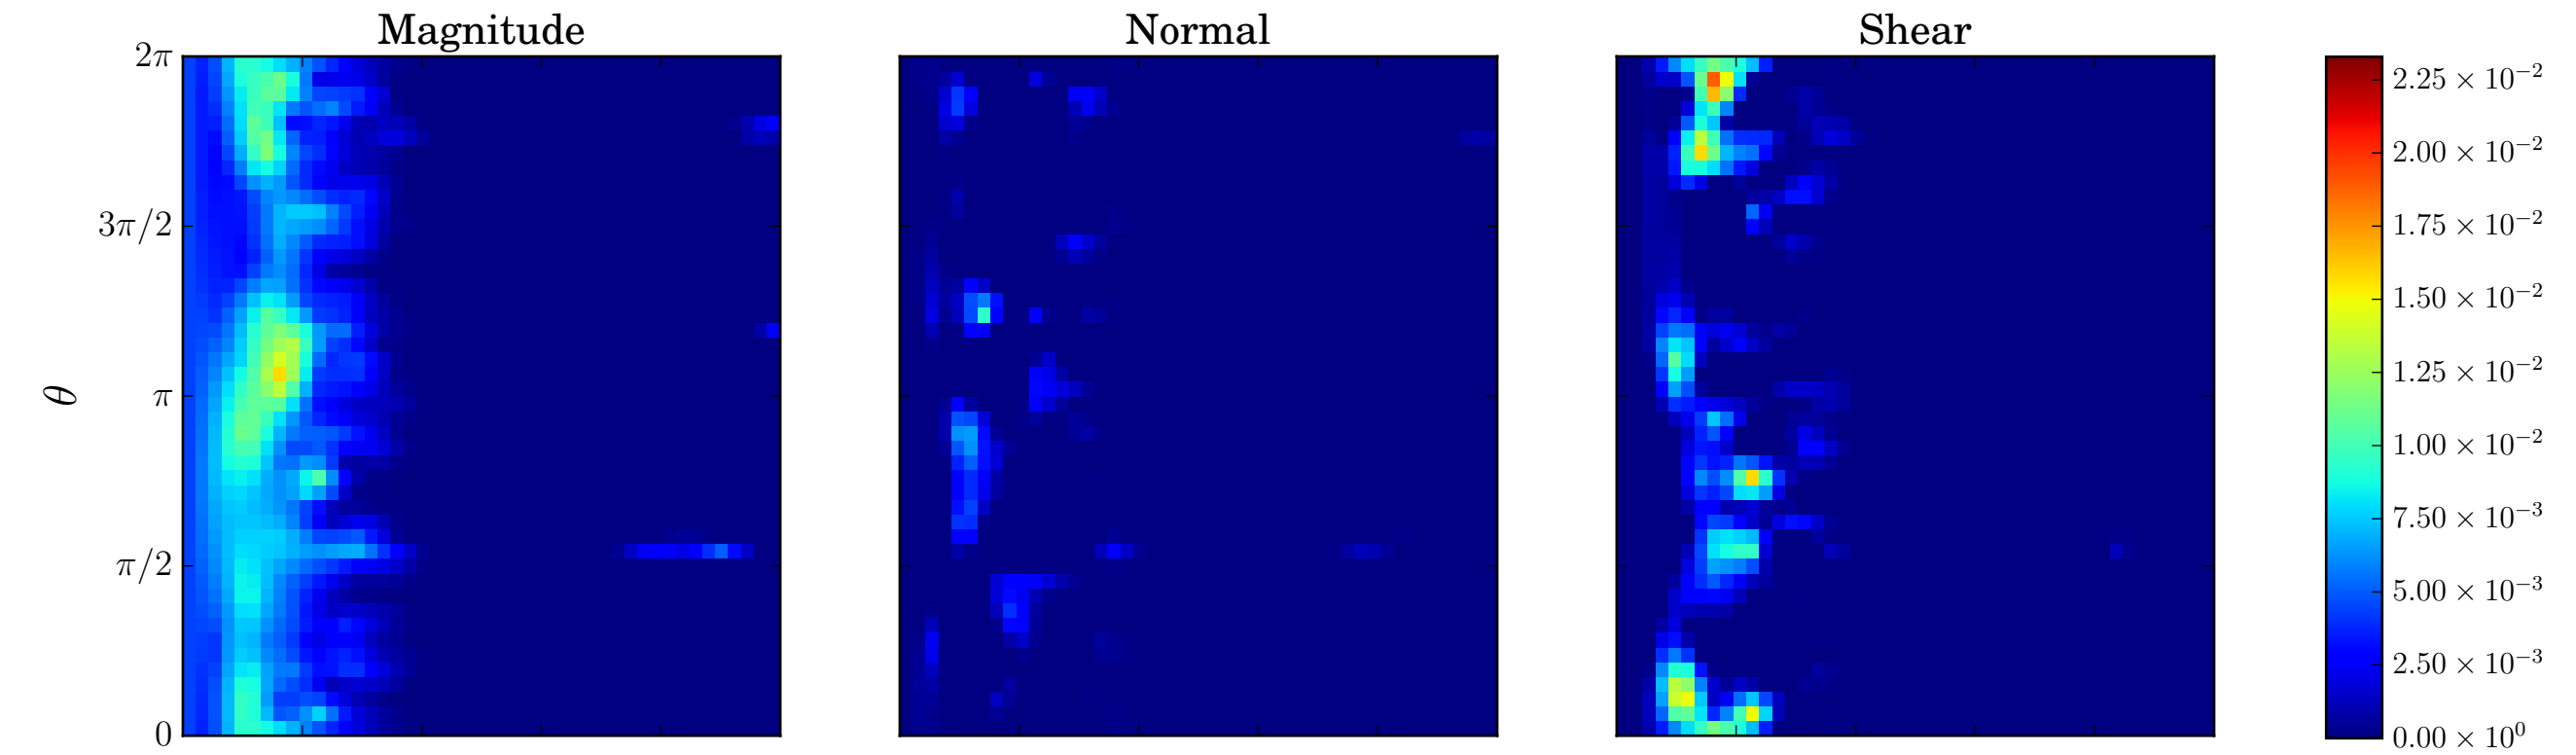 Magnitude
Normal
Shear
2π
3π/2
π
π/2
0
θ
2.25 × 10⁻²
2.00 × 10⁻²
1.75 × 10⁻²
1.50 × 10⁻²
1.25 × 10⁻²
1.00 × 10⁻²
7.50 × 10⁻³
5.00 × 10⁻³
2.50 × 10⁻³
0.00 × 10⁰